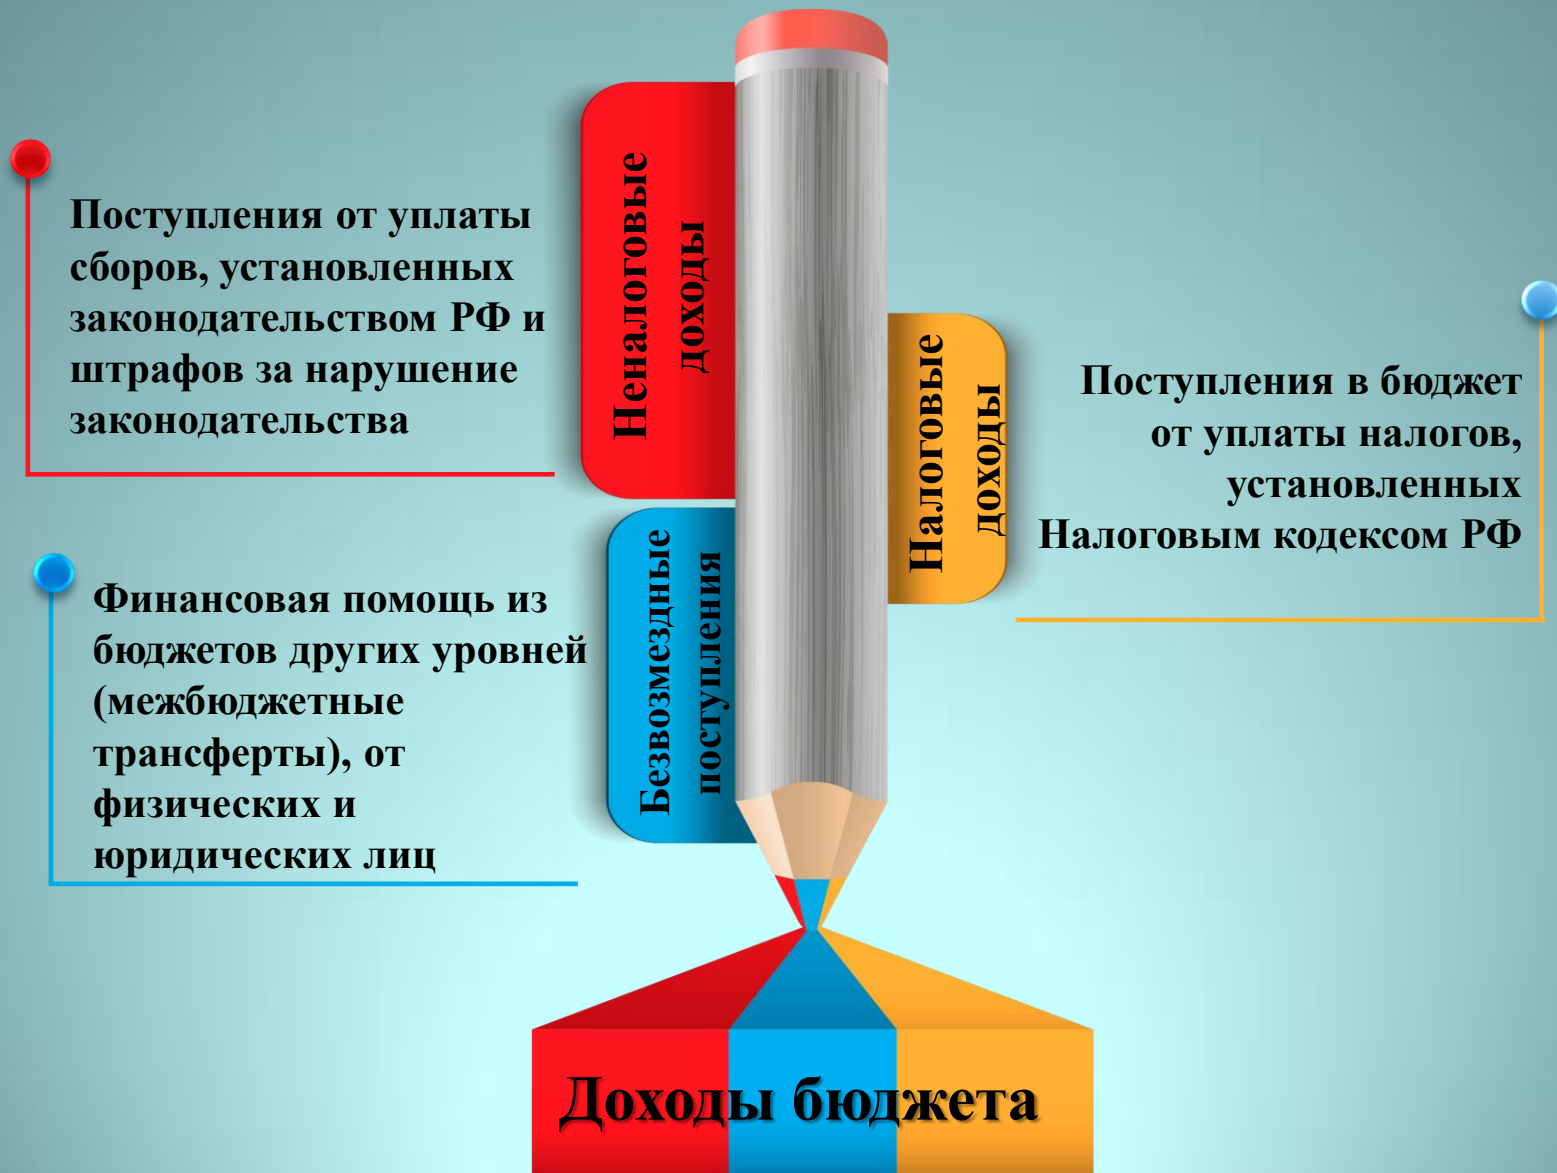 Неналоговые
доходы
Поступления от уплаты
сборов, установленных
законодательством РФ и
штрафов за нарушение
законодательства
Налоговые
доходы
Поступления в бюджет
от уплаты налогов,
установленных
Налоговым кодексом РФ
Безвозмездные
поступления
Финансовая помощь из
бюджетов других уровней
(межбюджетные
трансферты), от
физических и
юридических лиц
Доходы бюджета